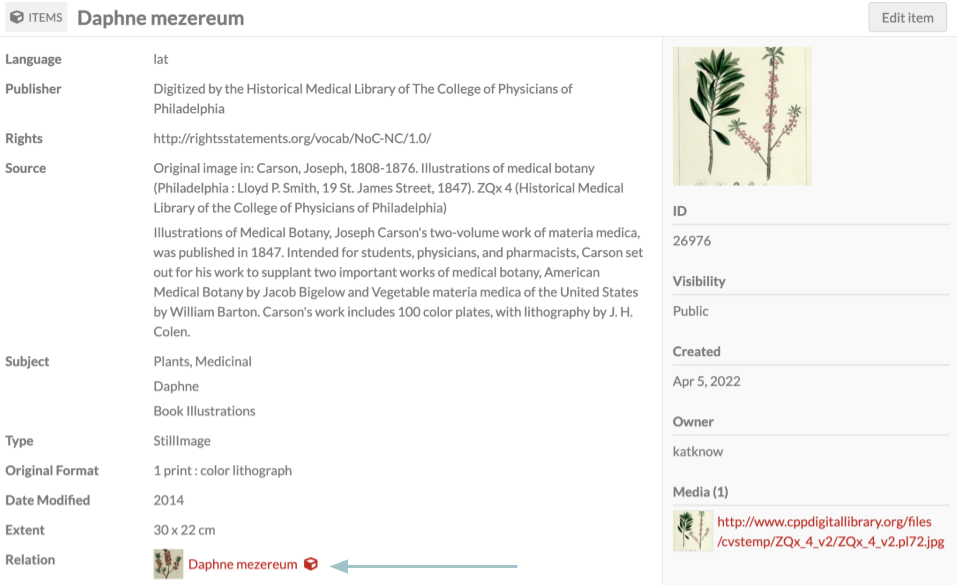 ITEMS Daphne mezereum
Edit item
Language lat
Publisher Digitized by the Historical Medical Library of The College of Physicians of
Philadelphia
Rights http://rightsstatements.org/vocab/NoC-NC/1.0/
Source Original image in: Carson, Joseph, 1808-1876. Illustrations of medical botany
(Philadelphia : Lloyd P. Smith, 19 St. James Street, 1847). ZQx 4 (Historical Medical
Library of the College of Physicians of Philadelphia)
Illustrations of Medical Botany, Joseph Carson's two-volume work of materia medica,
was published in 1847. Intended for students, physicians, and pharmacists, Carson set
out for his work to supplant two important works of medical botany, American
Medical Botany by Jacob Bigelow and Vegetable materia medica of the United States
by William Barton. Carson's work includes 100 color plates, with lithography by J. H.
Colen.
Subject Plants, Medicinal
Daphne
Book Illustrations
Type StillImage
Original Format 1 print : color lithograph
Date Modified 2014
Extent 30 x 22 cm
Relation Daphne mezereum
ID
26976
Visibility
Public
Created
Apr 5, 2022
Owner
katknow
Media (1)
http://www.cppdigitallibrary.org/files
/cvstemp/ZQx_4_v2/ZQx_4_v2.pl72.jpg